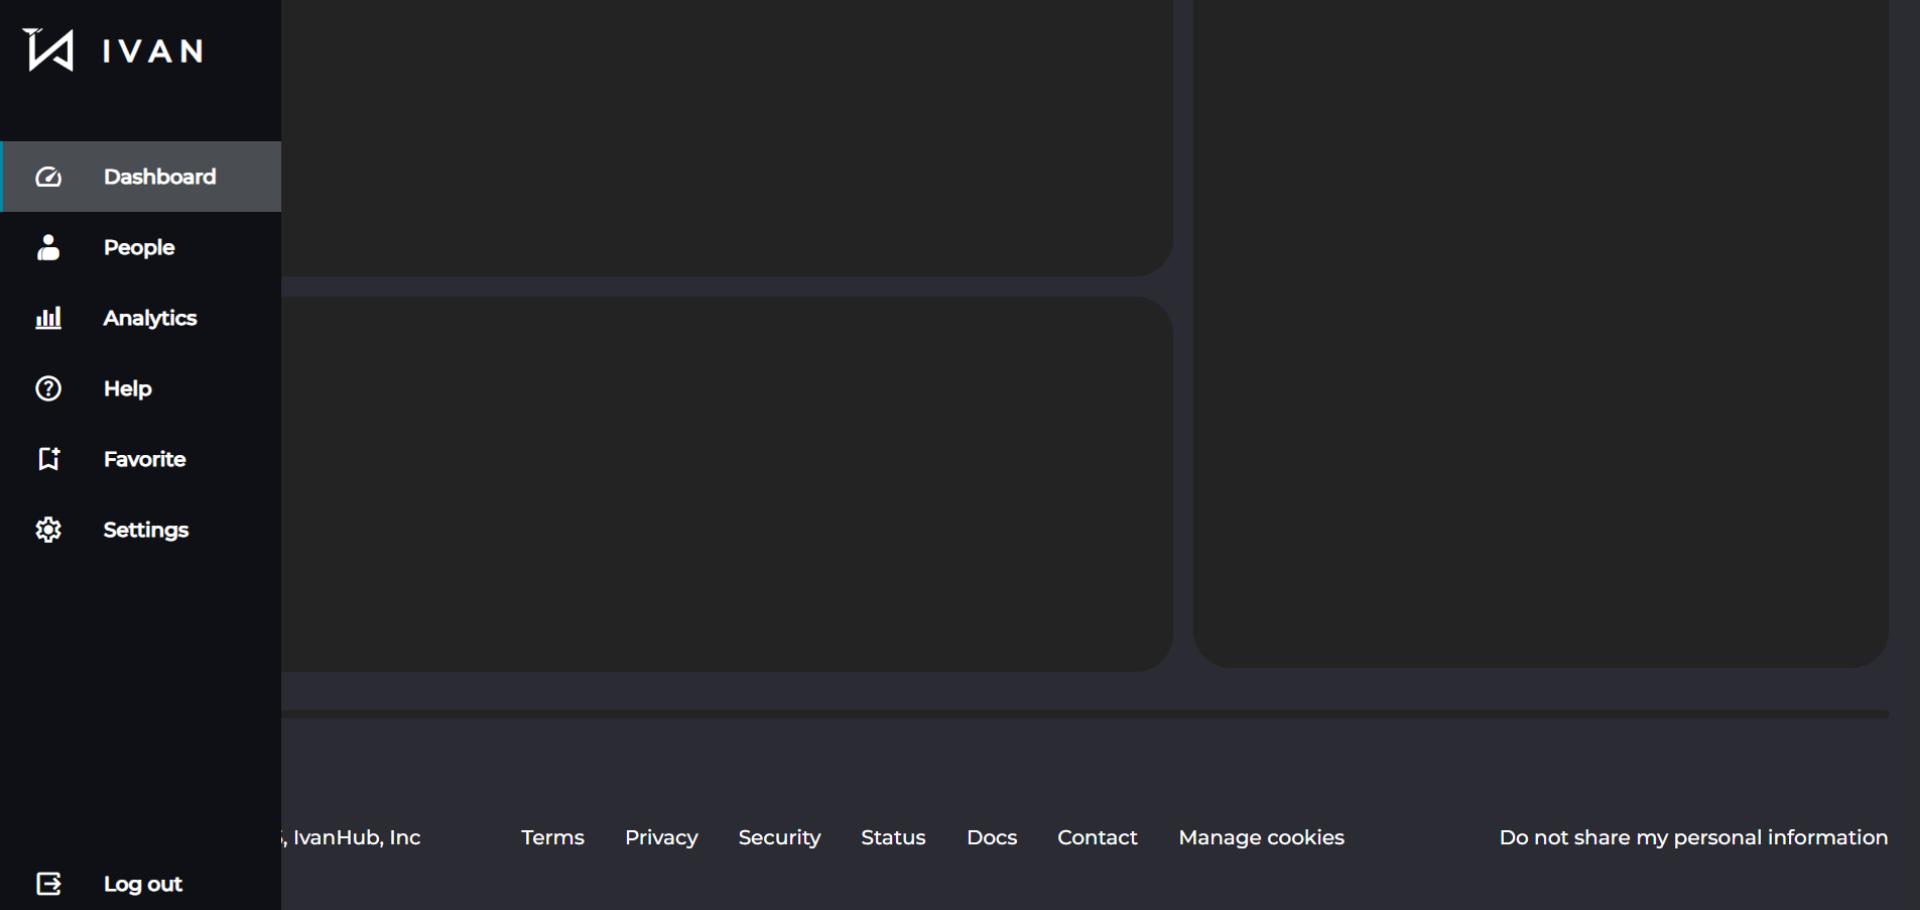 IVAN
Dashboard
People
Analytics
Help
Favorite
Settings
Log out
, IvanHub, Inc
Terms
Privacy
Security
Status
Docs
Contact
Manage cookies
Do not share my personal information